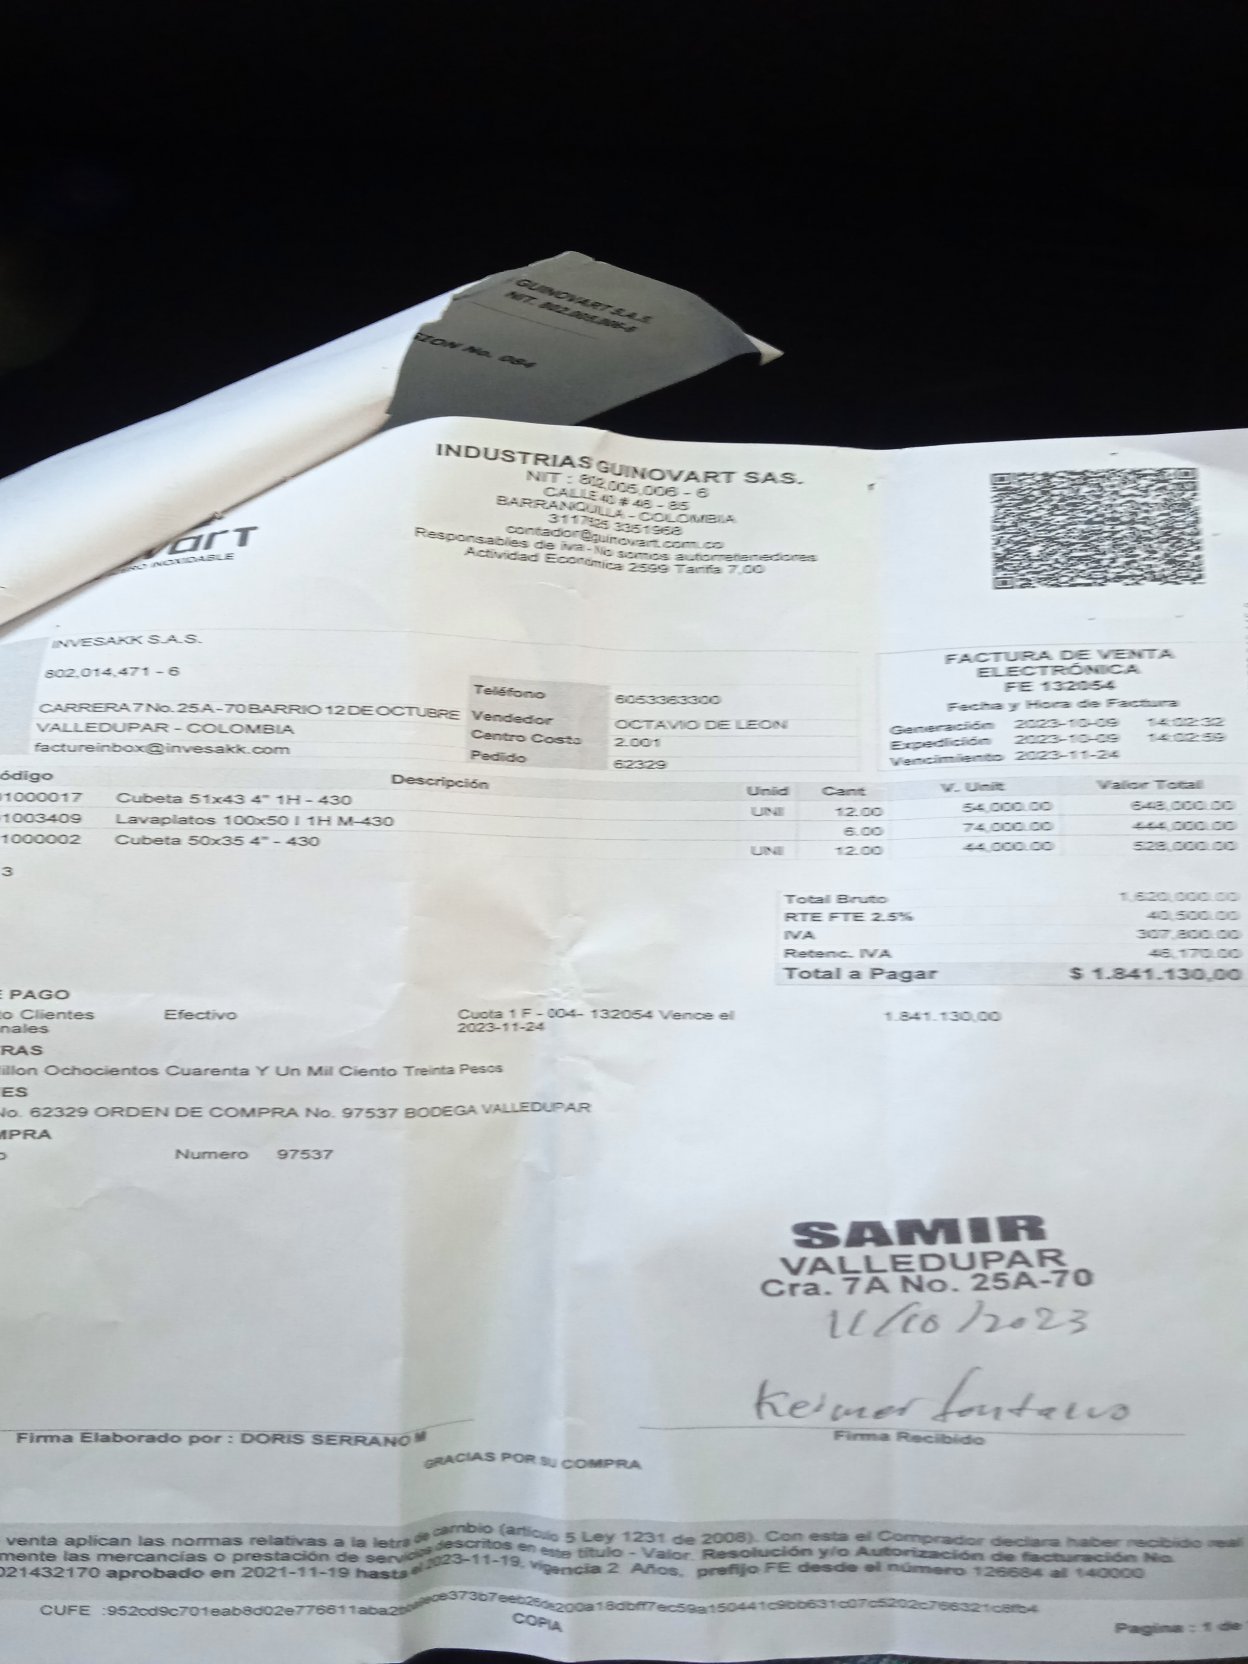 GUINOVART S.A.S.
NIT. 802.005.006-6
No. 084
INDUSTRIAS GUINOVART SAS.
NIT : 802,005,006 - 6
CALLE 40 # 46 - 85
BARRANQUILLA - COLOMBIA
3351968
contador@guinovart.com.co
Responsables de iva - No somos autorretenedores
Actividad Económica 2599 Tarifa 7,00
INOXIDABLE
INVESAKK S.A.S.
802,014,471 - 6
CARRERA 7 No. 25A - 70 BARRIO 12 DE OCTUBRE
VALLEDUPAR - COLOMBIA
factureinbox@invesakk.com
Teléfono 6053363300
Vendedor OCTAVIO DE LEON
Centro Costo 2.001
Pedido 62329
FACTURA DE VENTA
ELECTRÓNICA
FE 132054
Fecha y Hora de Factura
Generación 2023-10-09 14:02:32
Expedición 2023-10-09 14:02:59
Vencimiento 2023-11-24
ódigo Descripción Unid Cant V. Unit Valor Total
1000017 Cubeta 51x43 4" 1H - 430 UNI 12.00 54,000.00 648,000.00
1003409 Lavaplatos 100x50 I 1H M-430 6.00 74,000.00 444,000.00
1000002 Cubeta 50x35 4" - 430 UNI 12.00 44,000.00 528,000.00
3
Total Bruto 1,620,000.00
RTE FTE 2.5% 40,500.00
IVA 307,800.00
Retenc. IVA 46,170.00
Total a Pagar $ 1.841.130,00
E PAGO
o Clientes Efectivo Cuota 1 F - 004- 132054 Vence el 1.841.130,00
nales 2023-11-24
RAS
illon Ochocientos Cuarenta Y Un Mil Ciento Treinta Pesos
ES
No. 62329 ORDEN DE COMPRA No. 97537 BODEGA VALLEDUPAR
MPRA
o Numero 97537
SAMIR
VALLEDUPAR
Cra. 7A No. 25A-70
11/10/2023
Keimer fontalvo
Firma Elaborado por : DORIS SERRANO M
Firma Recibido
GRACIAS POR SU COMPRA
venta aplican las normas relativas a la letra de cambio (artículo 5 Ley 1231 de 2008). Con esta el Comprador declara haber recibido real
mente las mercancías o prestación de servicios descritos en este título - Valor. Resolución y/o Autorización de facturación No.
021432170 aprobado en 2021-11-19 hasta el 2023-11-19, vigencia 2 Años, prefijo FE desde el número 126684 al 140000
CUFE :
COPIA
Pagina : 1 de